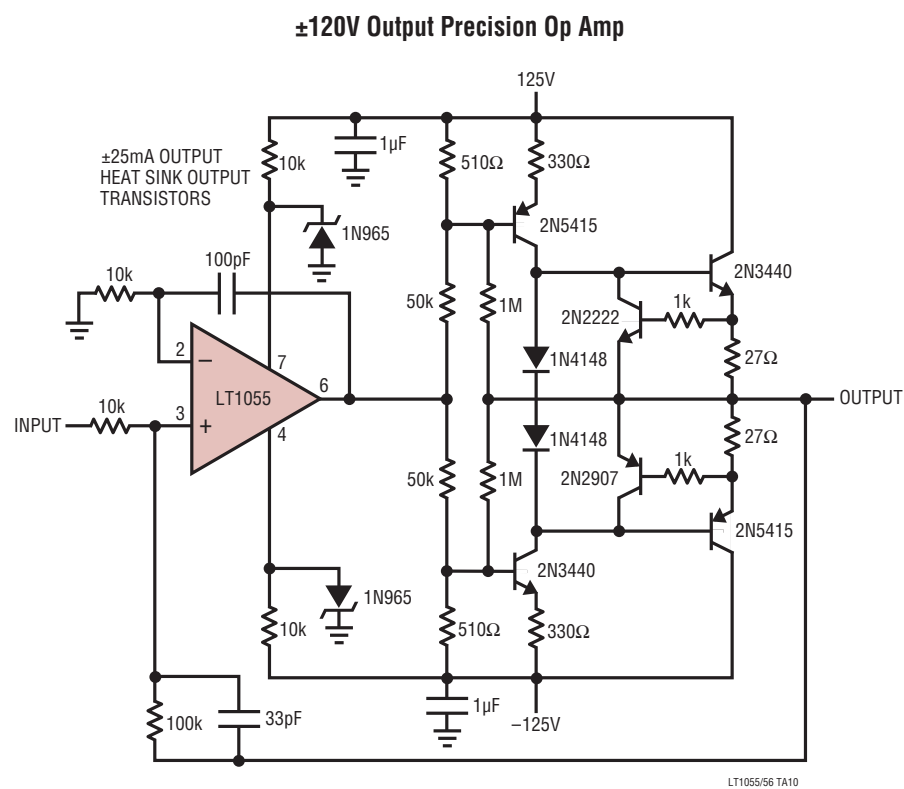 ±120V Output Precision Op Amp
125V
1µF
10k
510Ω
330Ω
±25mA OUTPUT
HEAT SINK OUTPUT
TRANSISTORS
1N965
2N5415
100pF
10k
2N3440
50k
1M
2N2222
1k
1N4148
27Ω
2
–
7
LT1055
6
OUTPUT
INPUT
10k
3
+
4
1N4148
27Ω
50k
1M
2N2907
1k
2N5415
1N965
2N3440
10k
510Ω
330Ω
1µF
–125V
100k
33pF
LT1055/56 TA10